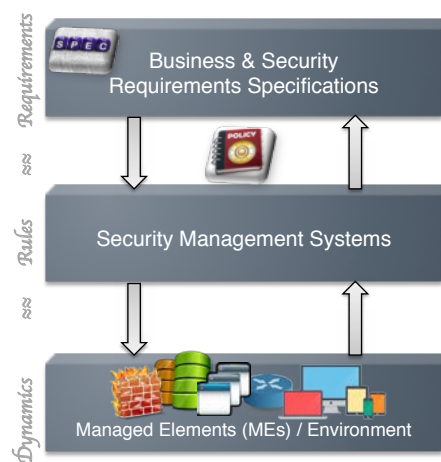 SPEC
Business & Security
Requirements Specifications
Requirements
≈≈
POLICY
Security Management Systems
Rules
≈≈
Managed Elements (MEs) / Environment
Dynamics